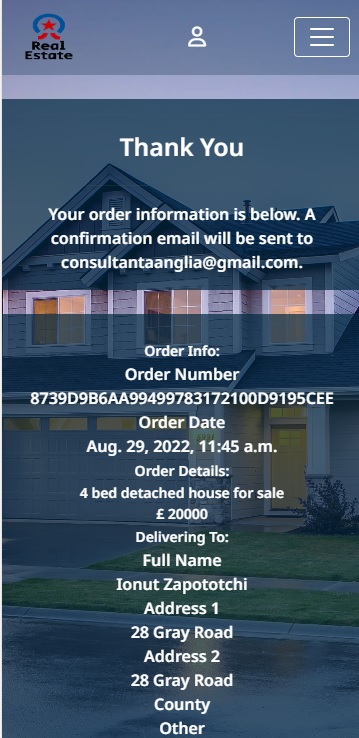 Real
Estate
Thank You
Your order information is below. A
confirmation email will be sent to
consultantaanglia@gmail.com.
Order Info:
Order Number
8739D9B6AA99499783172100D9195CEE
Order Date
Aug. 29, 2022, 11:45 a.m.
Order Details:
4 bed detached house for sale
£ 20000
Delivering To:
Full Name
Ionut Zapototchi
Address 1
28 Gray Road
Address 2
28 Gray Road
County
Other